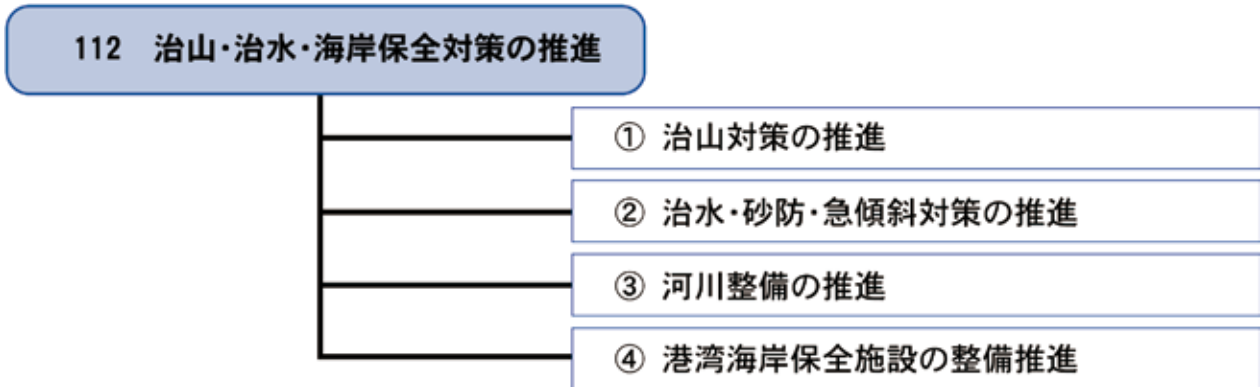 112　治山・治水・海岸保全対策の推進
① 治山対策の推進
② 治水・砂防・急傾斜対策の推進
③ 河川整備の推進
④ 港湾海岸保全施設の整備推進